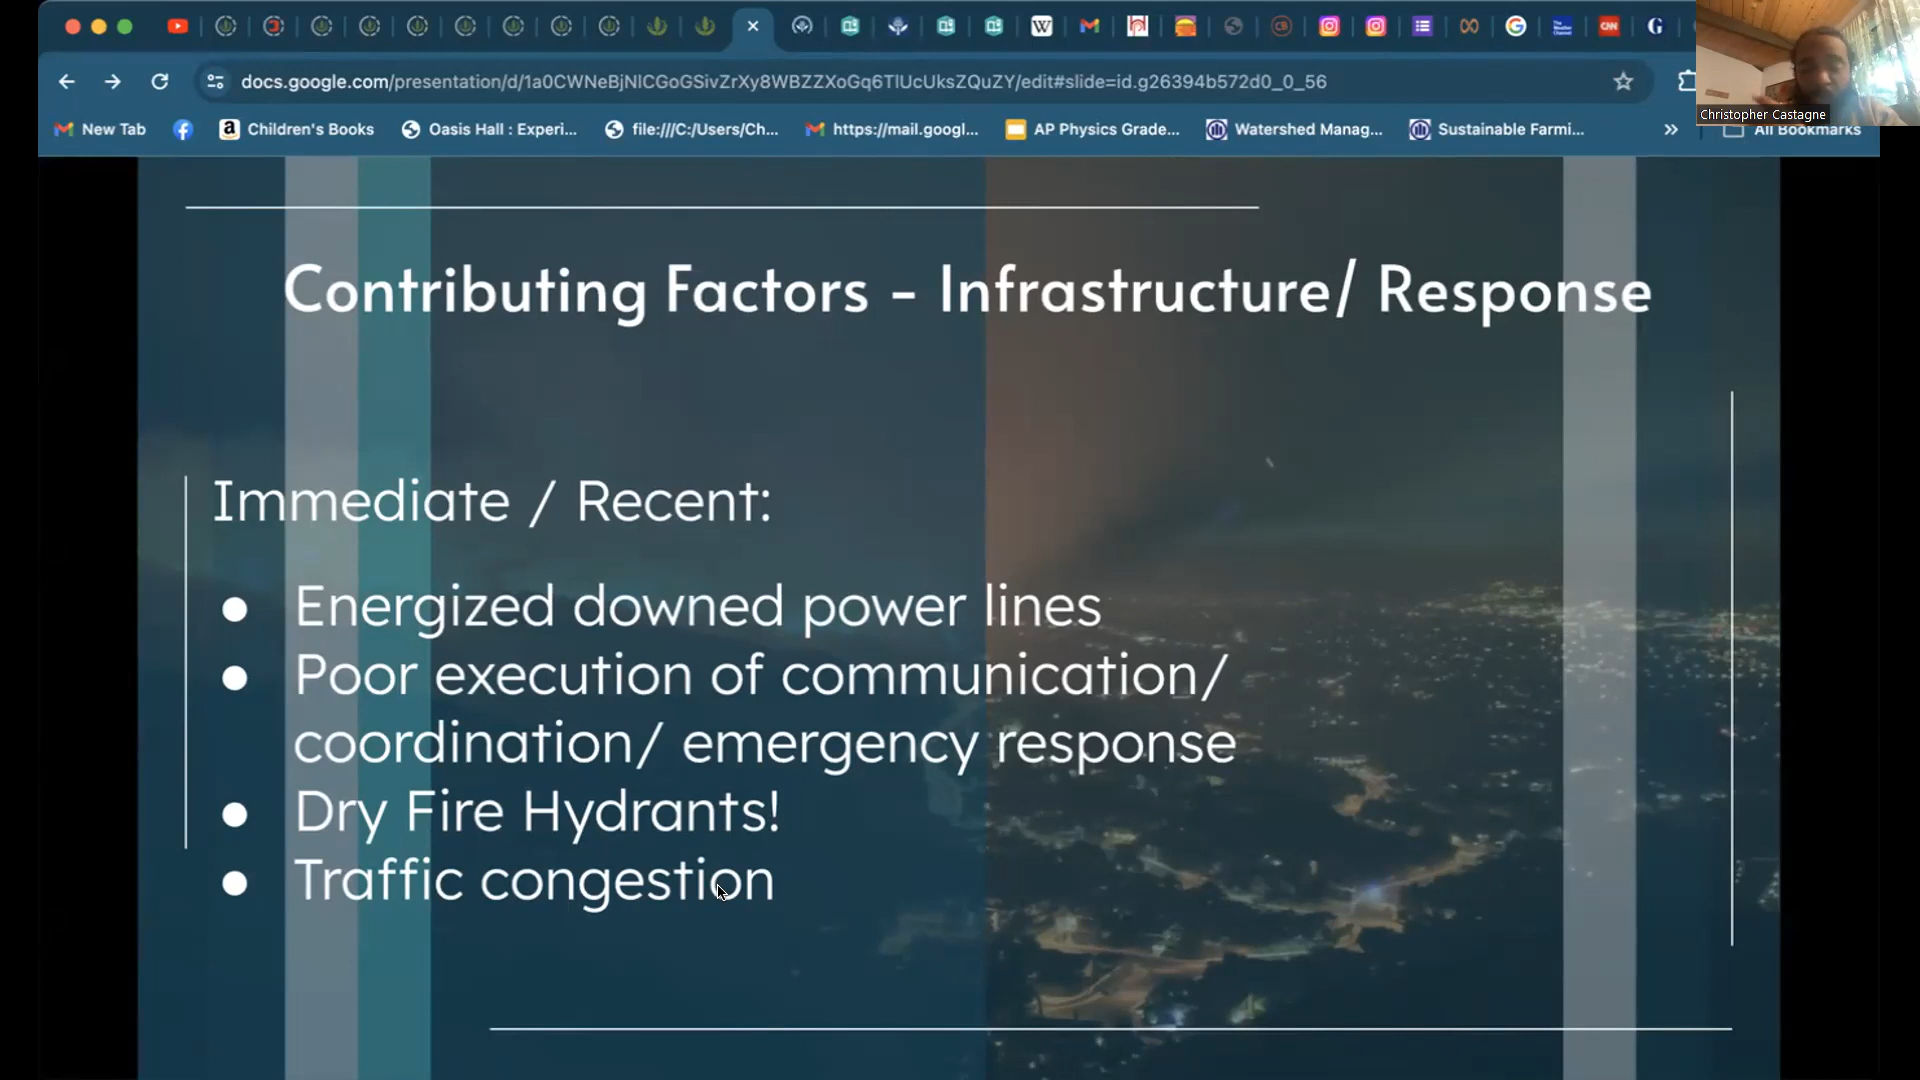 docs.google.com/presentation/d/1a0CWNeBjNlCGoGSivZrXy8WBZZXoGq6TlUcUksZQuZY/edit#slide=id.g26394b572d0_0_56
New Tab
Children's Books
Oasis Hall : Experi...
file:///C:/Users/Ch...
https://mail.googl...
AP Physics Grade...
Watershed Manag...
Sustainable Farmi...
»
All Bookmarks
Christopher Castagne
Contributing Factors - Infrastructure/ Response
Immediate / Recent:
● Energized downed power lines
● Poor execution of communication/
coordination/ emergency response
● Dry Fire Hydrants!
● Traffic congestion